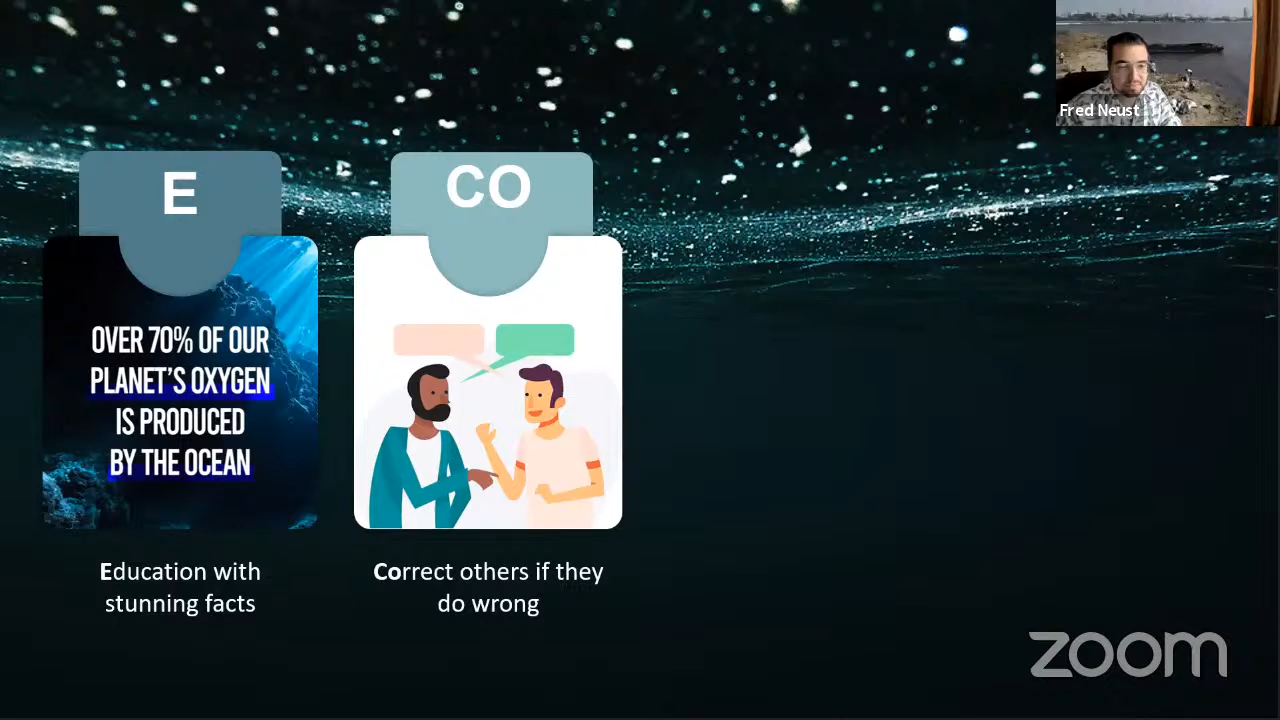 Fred Neust
E
CO
OVER 70% OF OUR
PLANET'S OXYGEN
IS PRODUCED
BY THE OCEAN
Education with
stunning facts
Correct others if they
do wrong
zoom